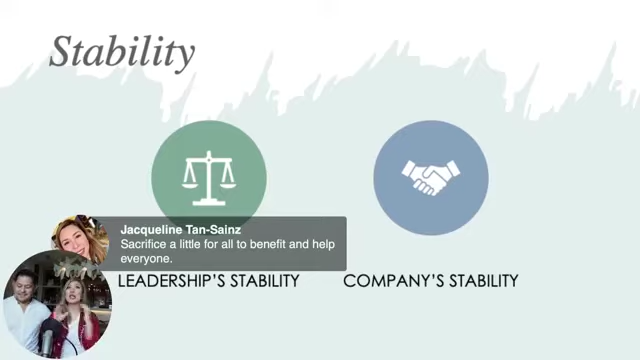 Stability
Jacqueline Tan-Sainz
Sacrifice a little for all to benefit and help
everyone.
LEADERSHIP'S STABILITY
COMPANY'S STABILITY